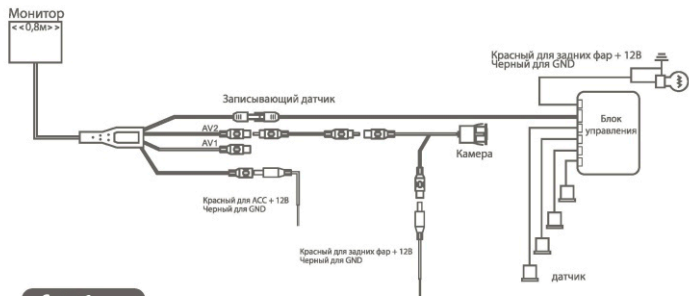 Монитор
<<0,8м>>
Красный для задних фар + 12В
Черный для GND
Записывающий датчик
Блок
управления
AV2
AV1
Камера
Красный для ACC + 12В
Черный для GND
Красный для задних фар + 12В
Черный для GND
датчик